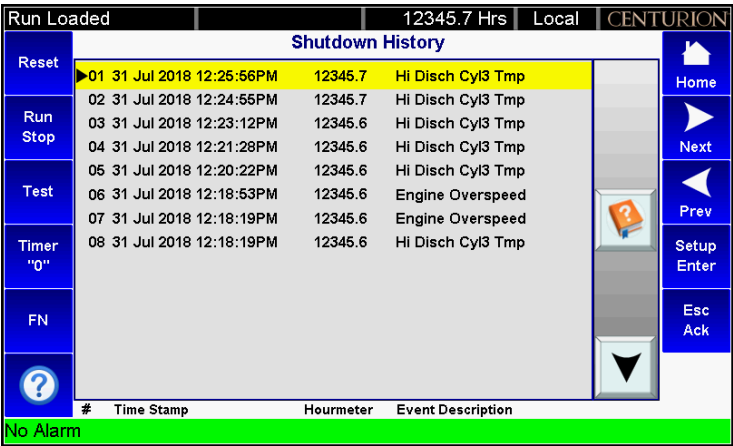 Run Loaded 12345.7 Hrs Local CENTURION
Shutdown History
Reset
Run
Stop
Test
Timer
"0"
FN
?
01 31 Jul 2018 12:25:56PM 12345.7 Hi Disch Cyl3 Tmp
02 31 Jul 2018 12:24:55PM 12345.7 Hi Disch Cyl3 Tmp
03 31 Jul 2018 12:23:12PM 12345.6 Hi Disch Cyl3 Tmp
04 31 Jul 2018 12:21:28PM 12345.6 Hi Disch Cyl3 Tmp
05 31 Jul 2018 12:20:22PM 12345.6 Hi Disch Cyl3 Tmp
06 31 Jul 2018 12:18:53PM 12345.6 Engine Overspeed
07 31 Jul 2018 12:18:19PM 12345.6 Engine Overspeed
08 31 Jul 2018 12:18:19PM 12345.6 Hi Disch Cyl3 Tmp
# Time Stamp Hourmeter Event Description
?
Home
Next
Prev
Setup
Enter
Esc
Ack
No Alarm